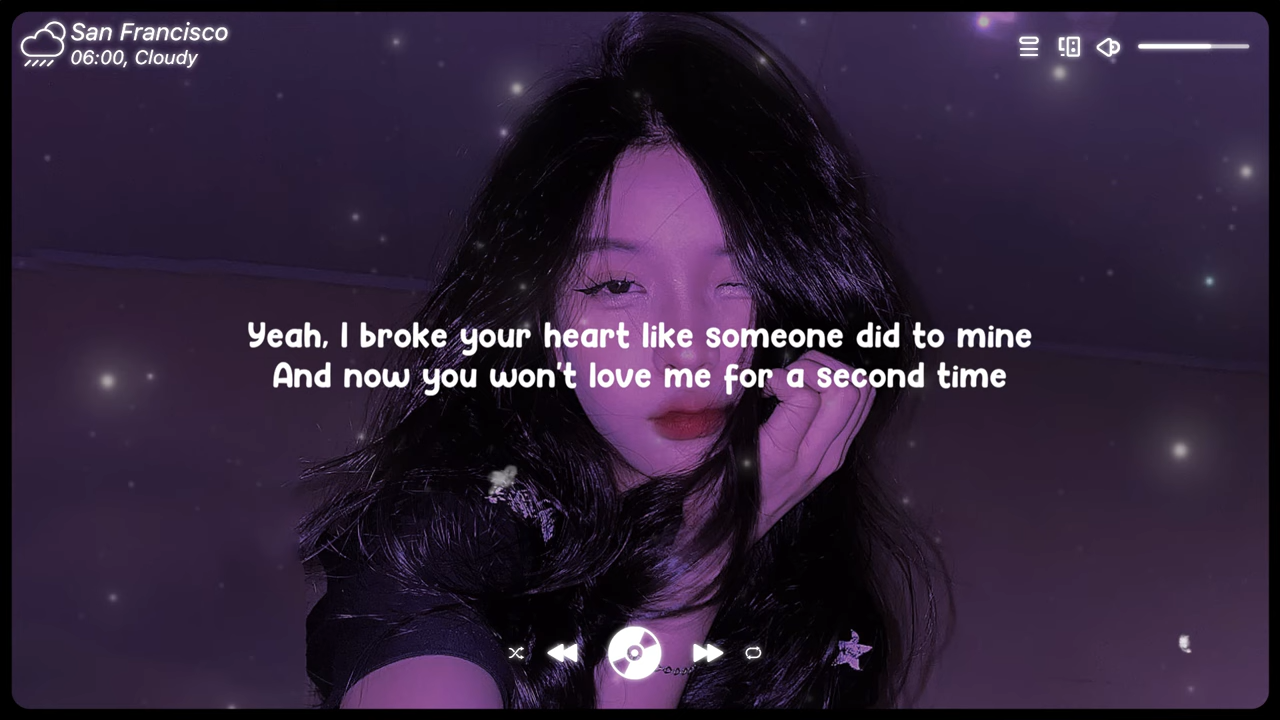 San Francisco
06:00, Cloudy
Yeah, I broke your heart like someone did to mine
And now you won't love me for a second time